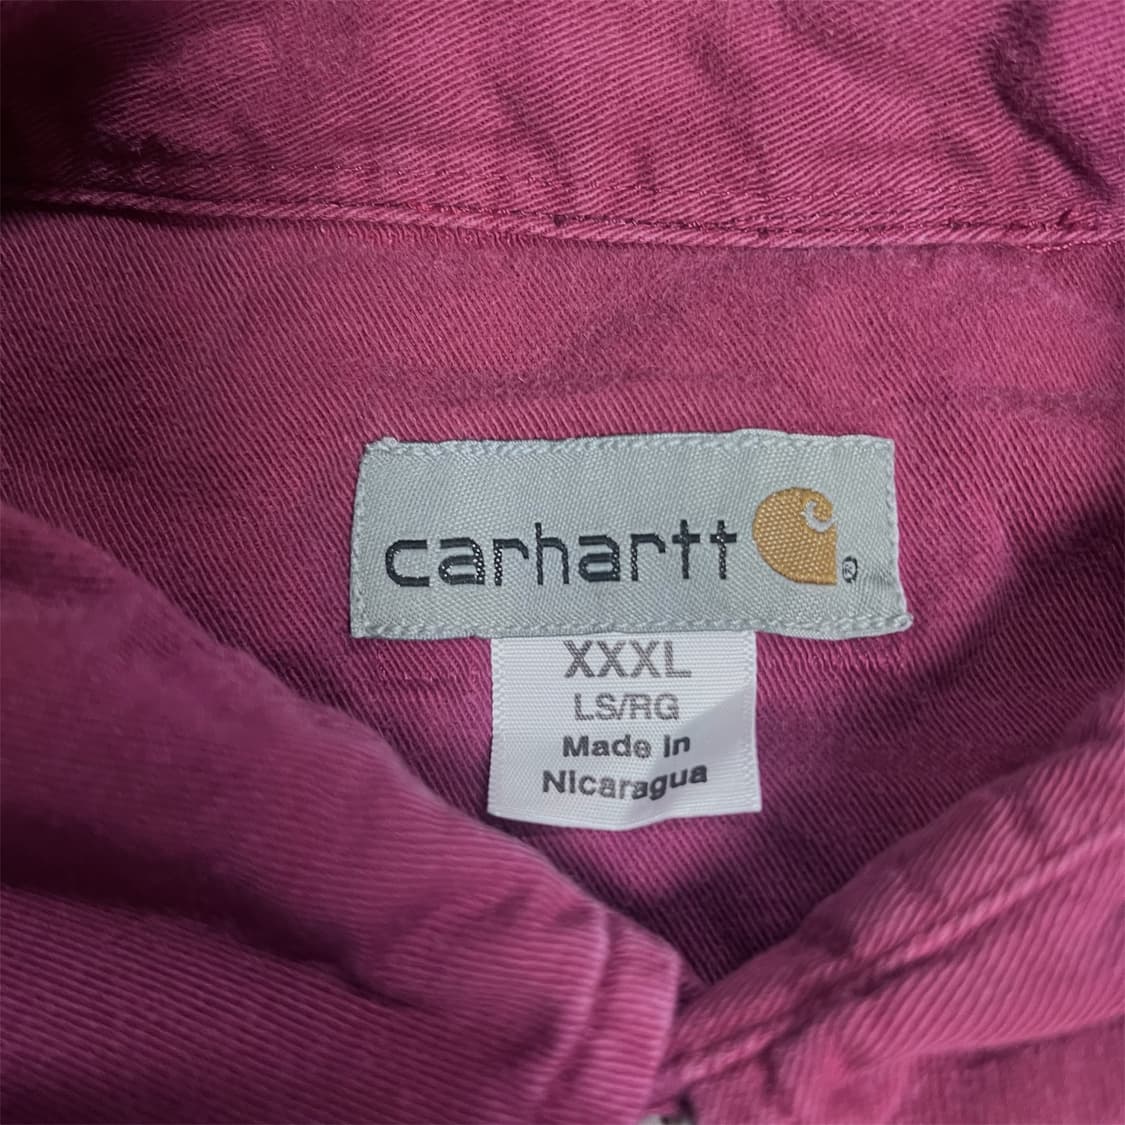 carhartt ®
XXXL
LS/RG
Made In
Nicaragua